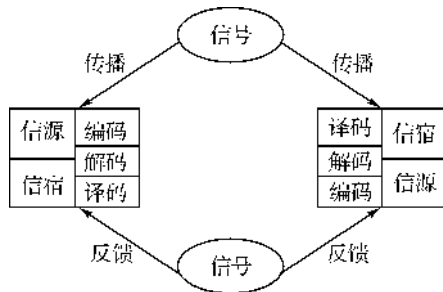 信号
传播 传播
信源 编码 译码 信宿
解码 解码
信宿 译码 编码 信源
反馈 信号 反馈